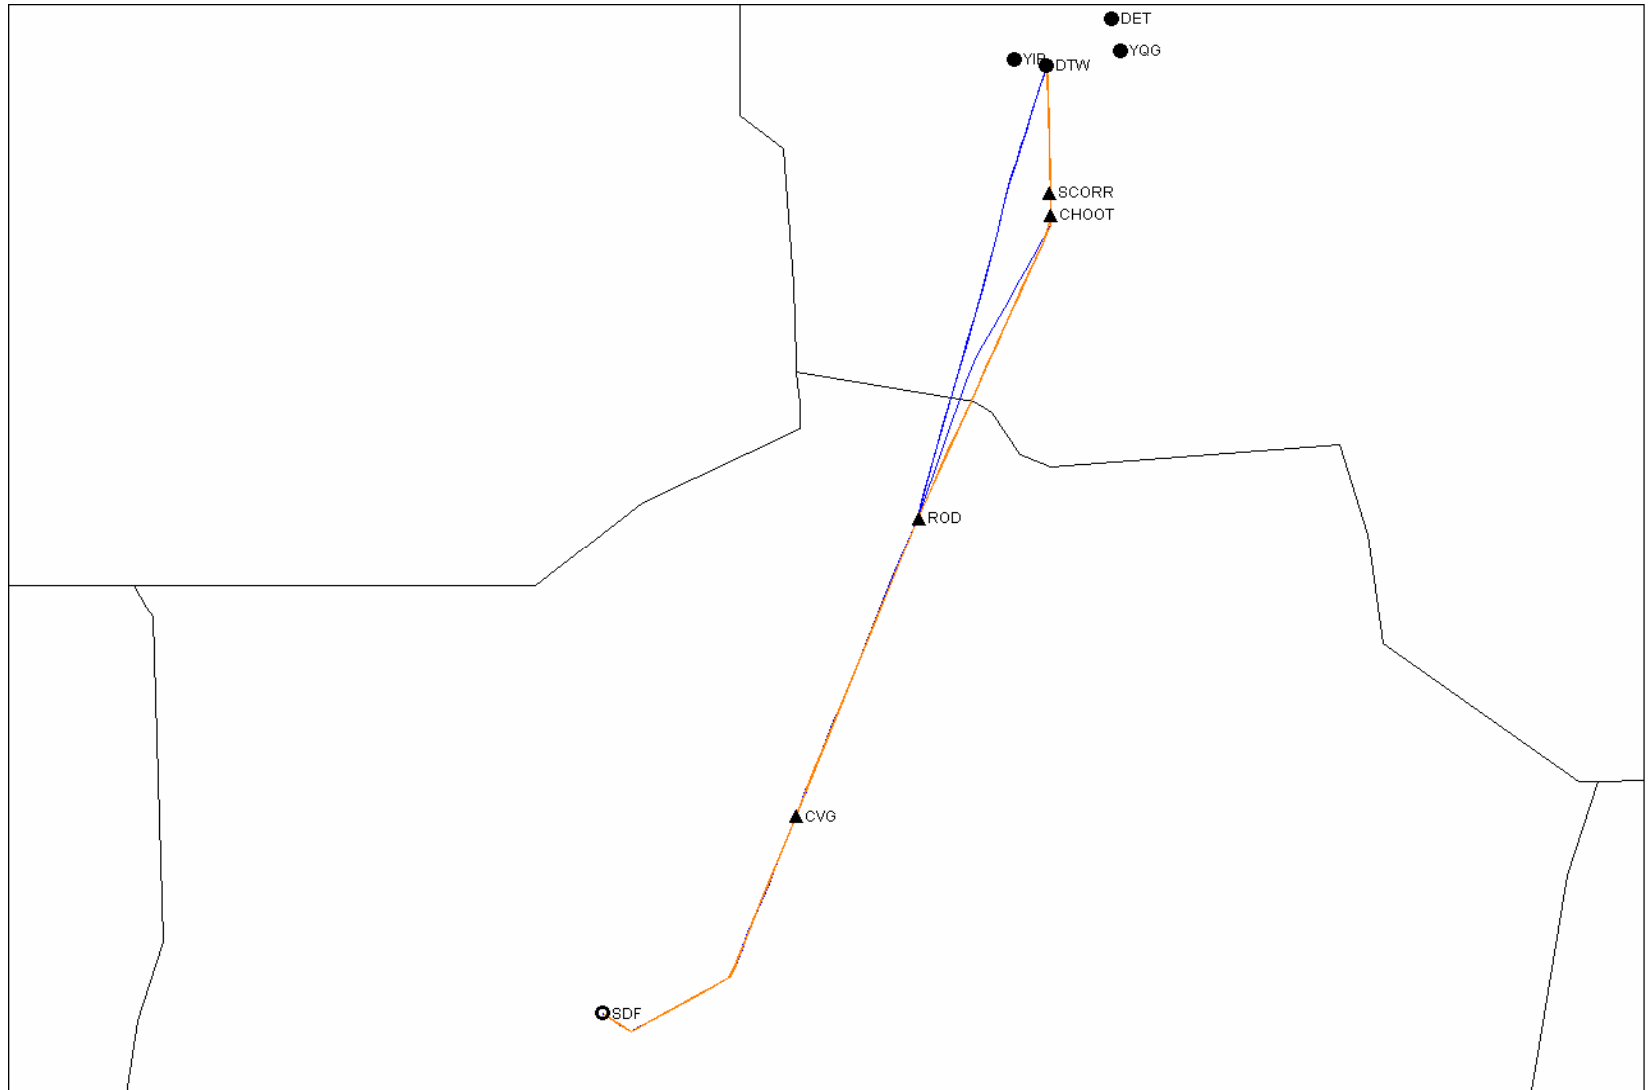 DET
YQG
YIP
DTW
SCORR
CHOOT
ROD
CVG
SDF